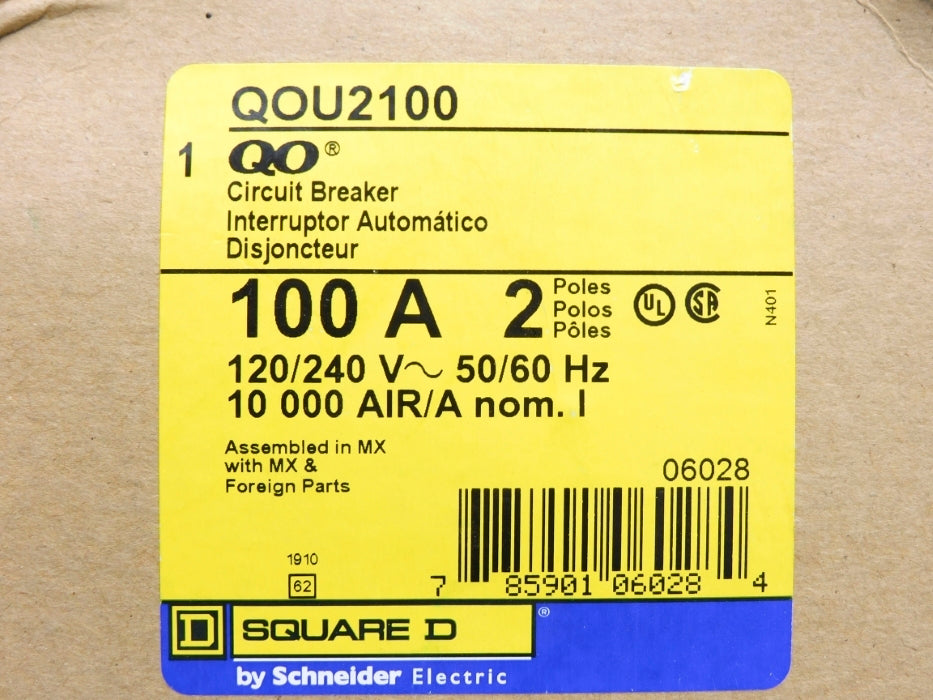 QOU2100
1 QO®
Circuit Breaker
Interruptor Automático
Disjoncteur
100 A 2 Poles
Polos
Pôles
UL SA
N401
120/240 V~ 50/60 Hz
10 000 AIR/A nom. I
Assembled in MX
with MX &
Foreign Parts
06028
1910
62
7 85901 06028 4
D SQUARE D ®
by Schneider Electric